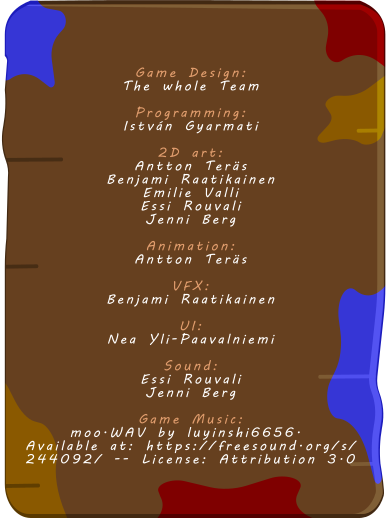 Game Design:
The whole Team
Programming:
István Gyarmati
2D art:
Antton Teräs
Benjami Raatikainen
Emilie Valli
Essi Rouvali
Jenni Berg
Animation:
Antton Teräs
VFX:
Benjami Raatikainen
UI:
Nea Yli-Paavalniemi
Sound:
Essi Rouvali
Jenni Berg
Game Music:
moo.WAV by luyinshi6656.
Available at: https://freesound.org/s/
244092/ -- License: Attribution 3.0